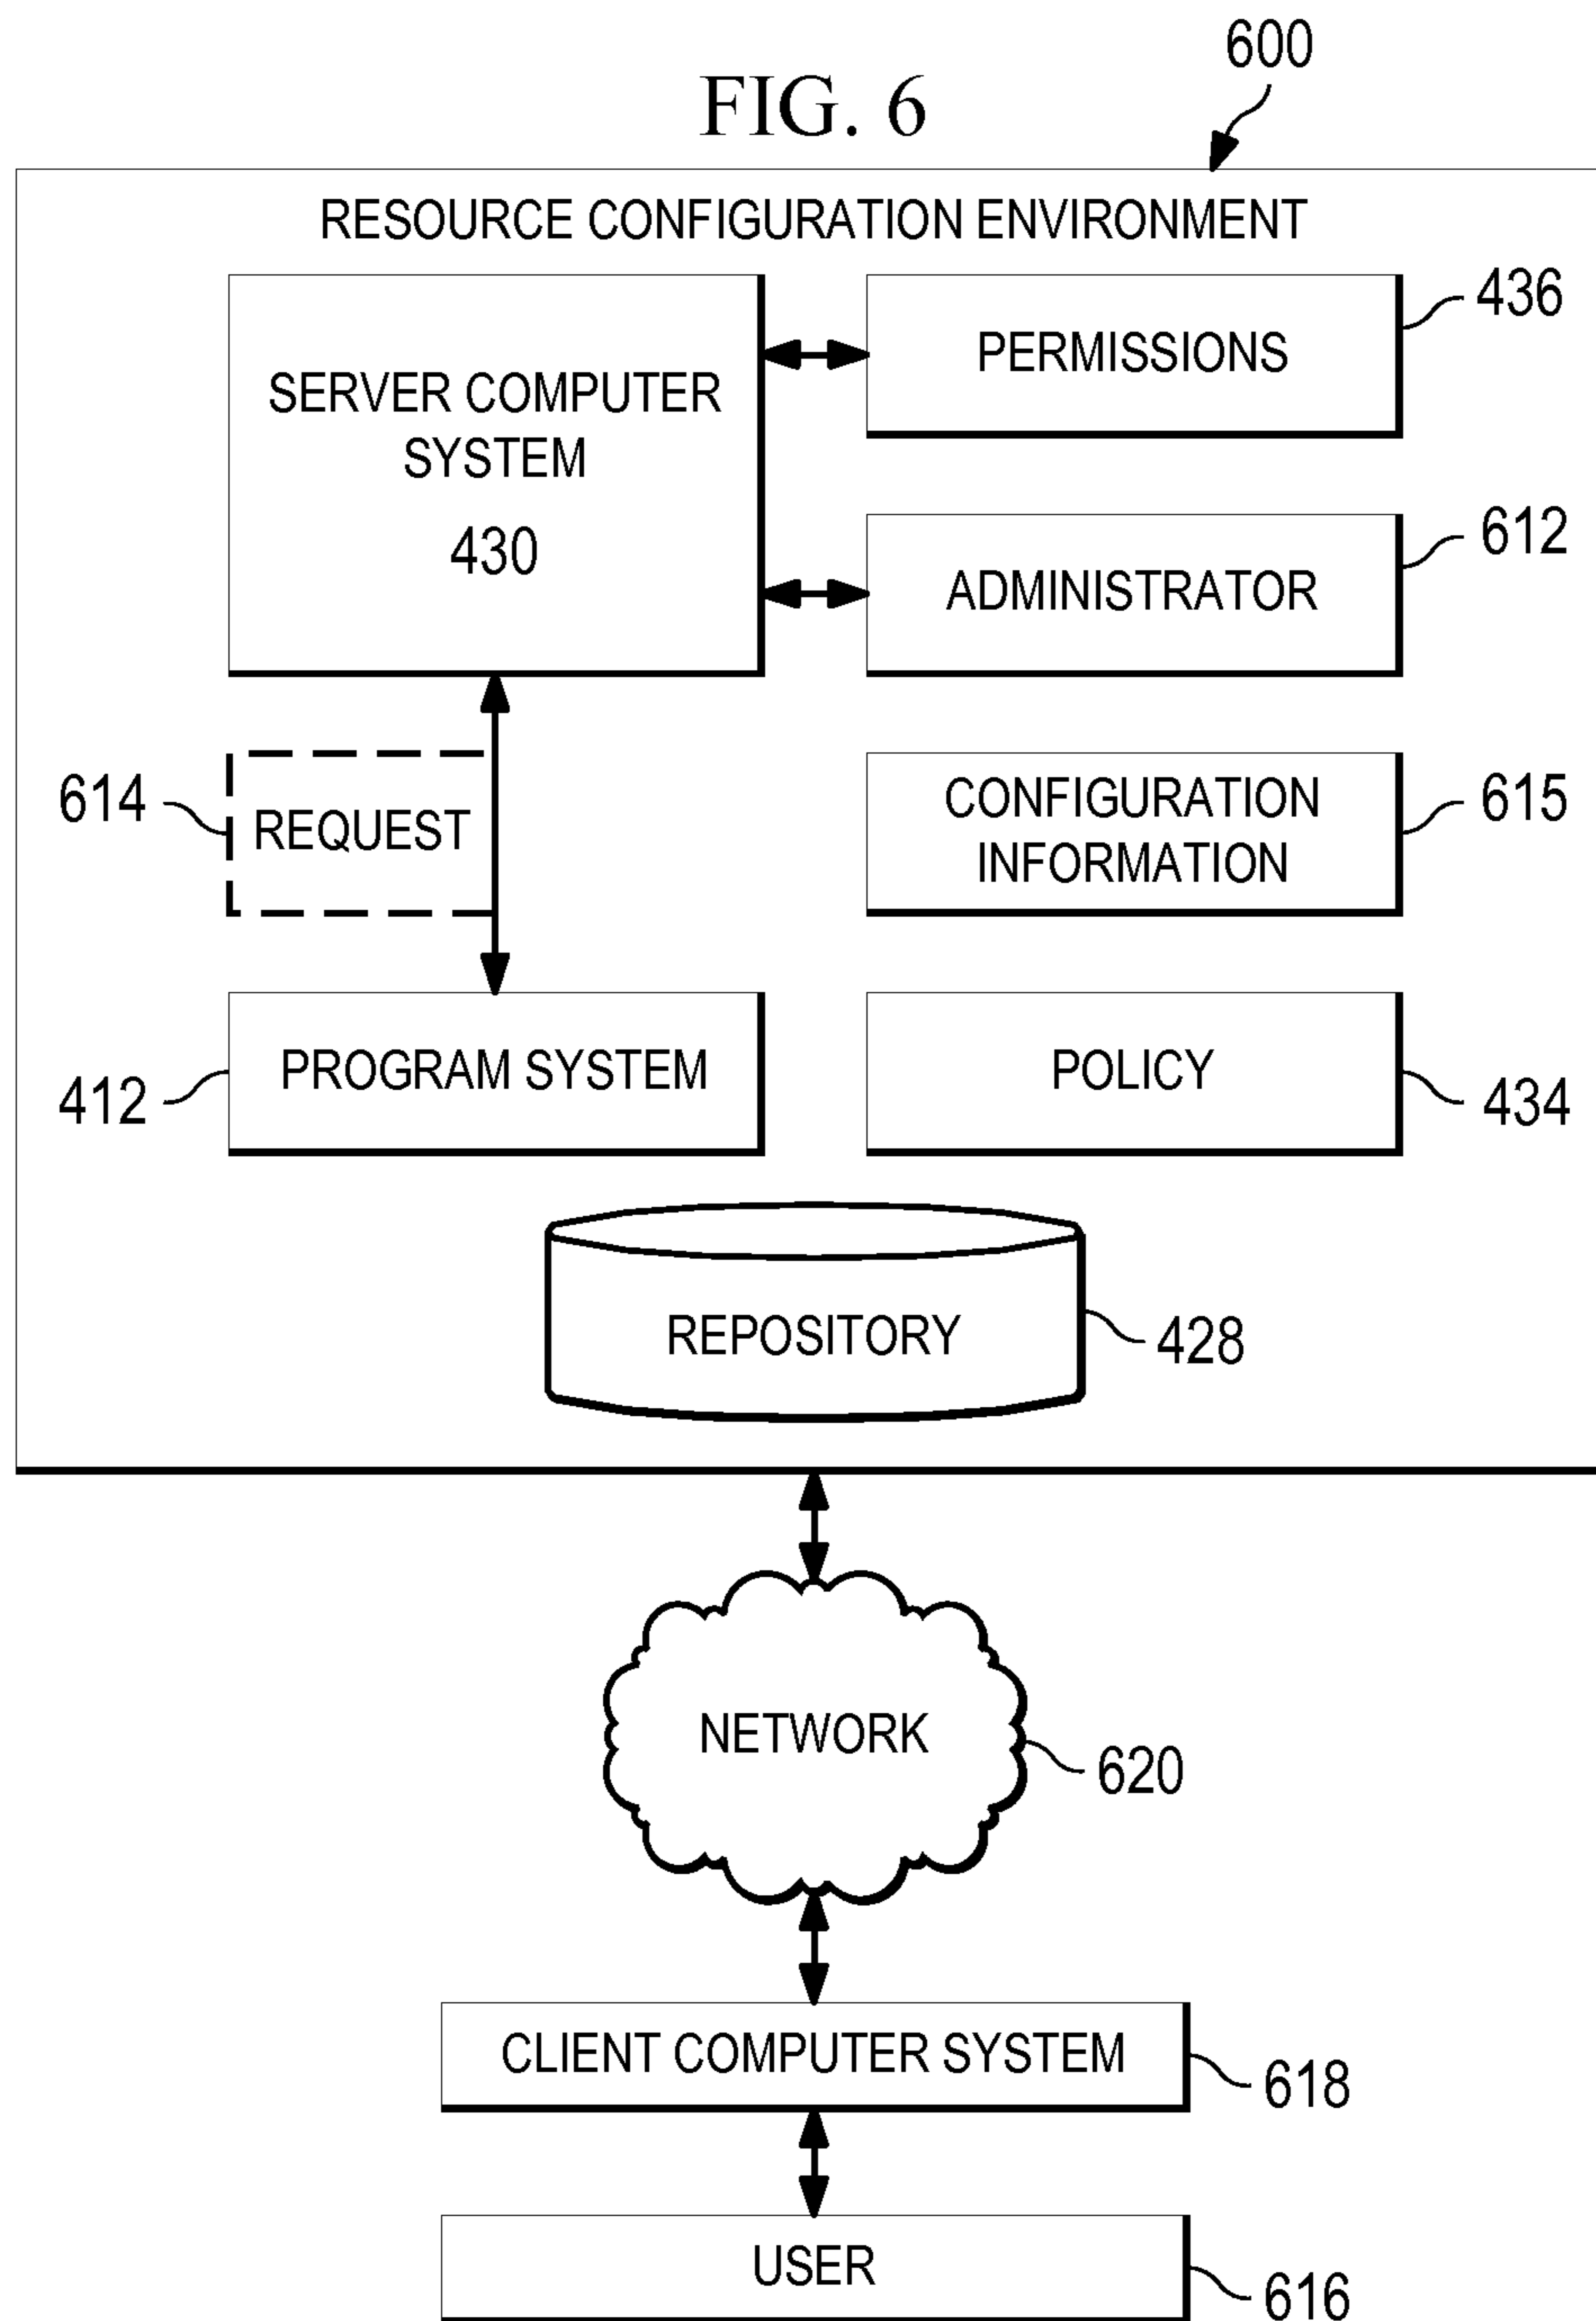 600
FIG. 6
RESOURCE CONFIGURATION ENVIRONMENT
SERVER COMPUTER
SYSTEM
430
PERMISSIONS
436
ADMINISTRATOR
612
614
REQUEST
CONFIGURATION
INFORMATION
615
412
PROGRAM SYSTEM
POLICY
434
REPOSITORY
428
NETWORK
620
CLIENT COMPUTER SYSTEM
618
USER
616